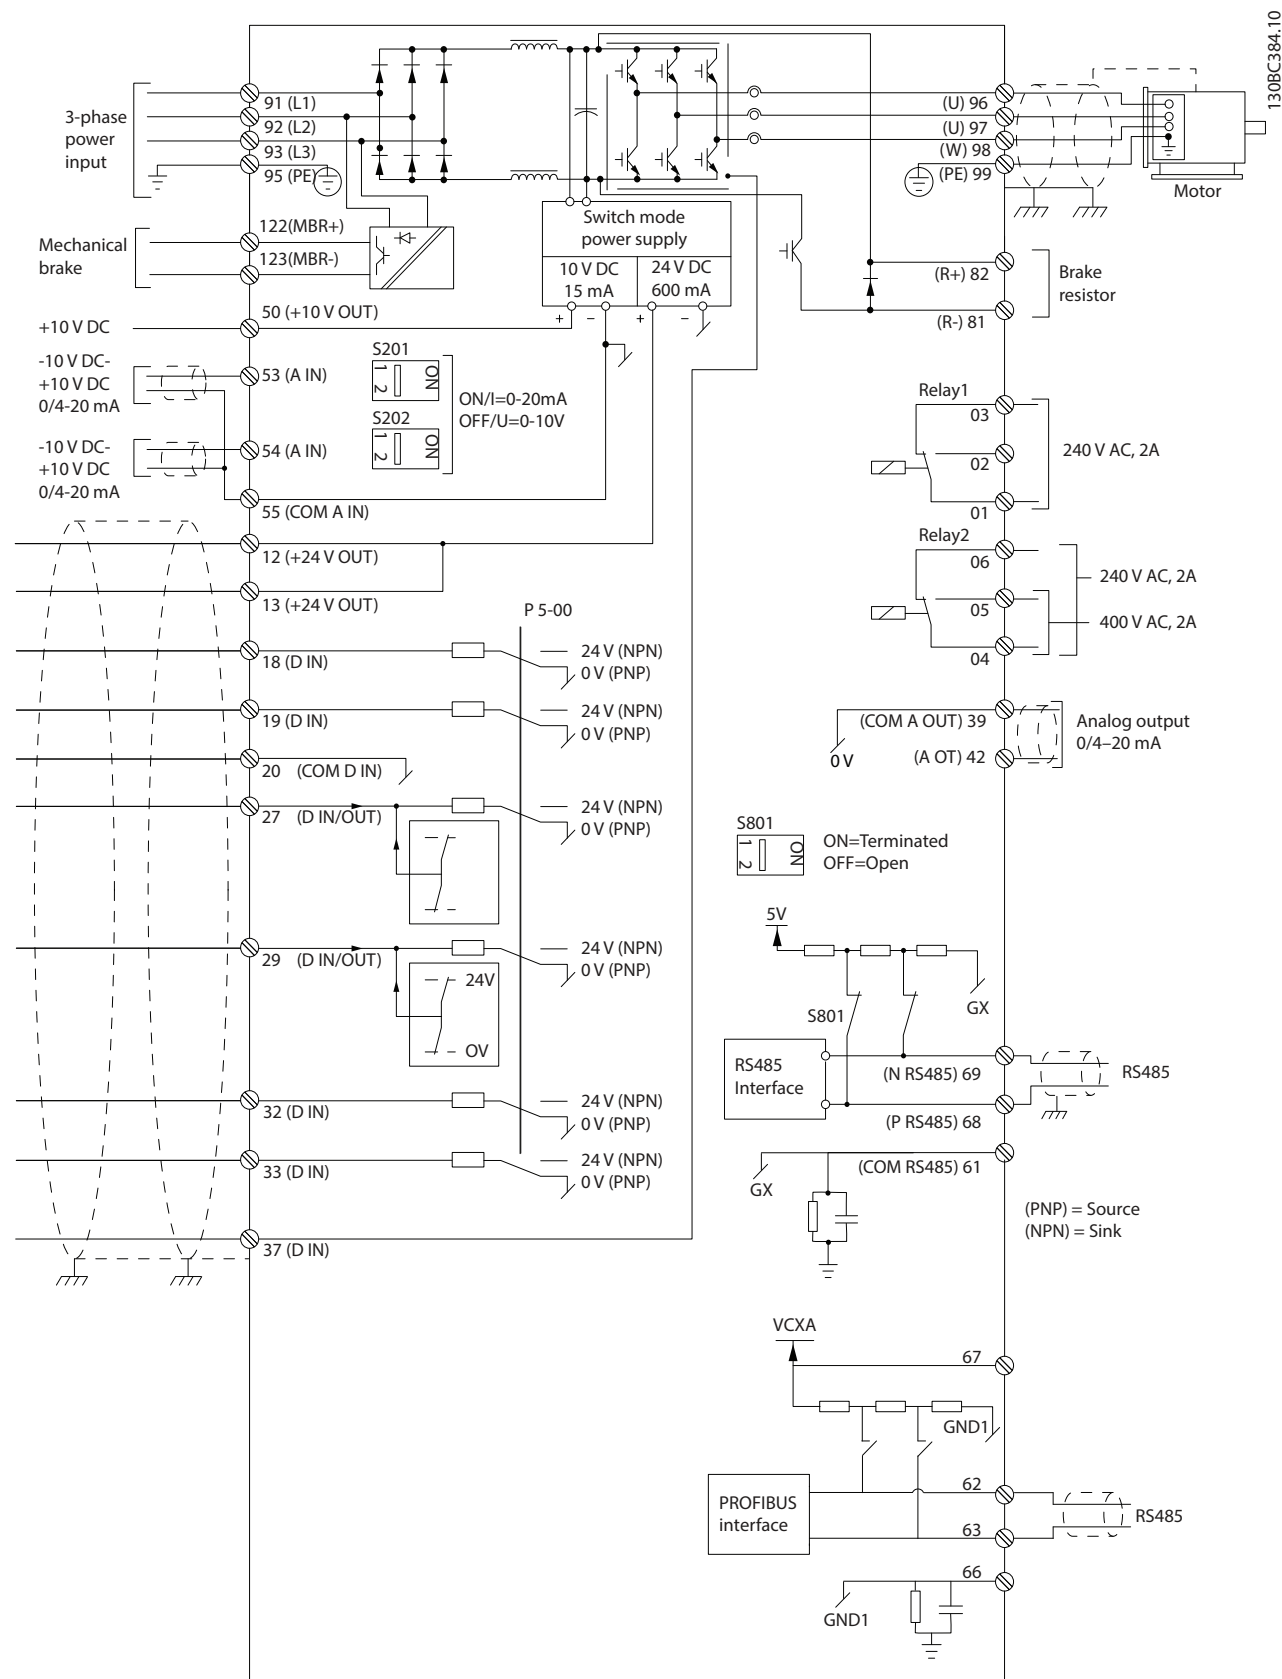 130BC384.10
3-phase
power
input
91 (L1)
92 (L2)
93 (L3)
95 (PE)
(U) 96
(U) 97
(W) 98
(PE) 99
Motor
Switch mode
power supply
10 V DC
15 mA
24 V DC
600 mA
+ − + −
Mechanical
brake
122(MBR+)
123(MBR-)
(R+) 82
(R-) 81
Brake
resistor
+10 V DC
50 (+10 V OUT)
-10 V DC-
+10 V DC
0/4-20 mA
53 (A IN)
S201
1 2
ON
S202
1 2
ON
ON/I=0-20mA
OFF/U=0-10V
-10 V DC-
+10 V DC
0/4-20 mA
54 (A IN)
55 (COM A IN)
Relay1
03
02
01
240 V AC, 2A
Relay2
06
05
04
240 V AC, 2A
400 V AC, 2A
12 (+24 V OUT)
13 (+24 V OUT)
P 5-00
18 (D IN)
24 V (NPN)
0 V (PNP)
19 (D IN)
24 V (NPN)
0 V (PNP)
20 (COM D IN)
27 (D IN/OUT)
24 V (NPN)
0 V (PNP)
29 (D IN/OUT)
24 V (NPN)
0 V (PNP)
24V
OV
32 (D IN)
24 V (NPN)
0 V (PNP)
33 (D IN)
24 V (NPN)
0 V (PNP)
37 (D IN)
(COM A OUT) 39
0 V
(A OT) 42
Analog output
0/4–20 mA
S801
1 2
ON
ON=Terminated
OFF=Open
5V
GX
S801
RS485
Interface
(N RS485) 69
(P RS485) 68
RS485
(COM RS485) 61
GX
(PNP) = Source
(NPN) = Sink
VCXA
67
GND1
PROFIBUS
interface
62
63
RS485
66
GND1